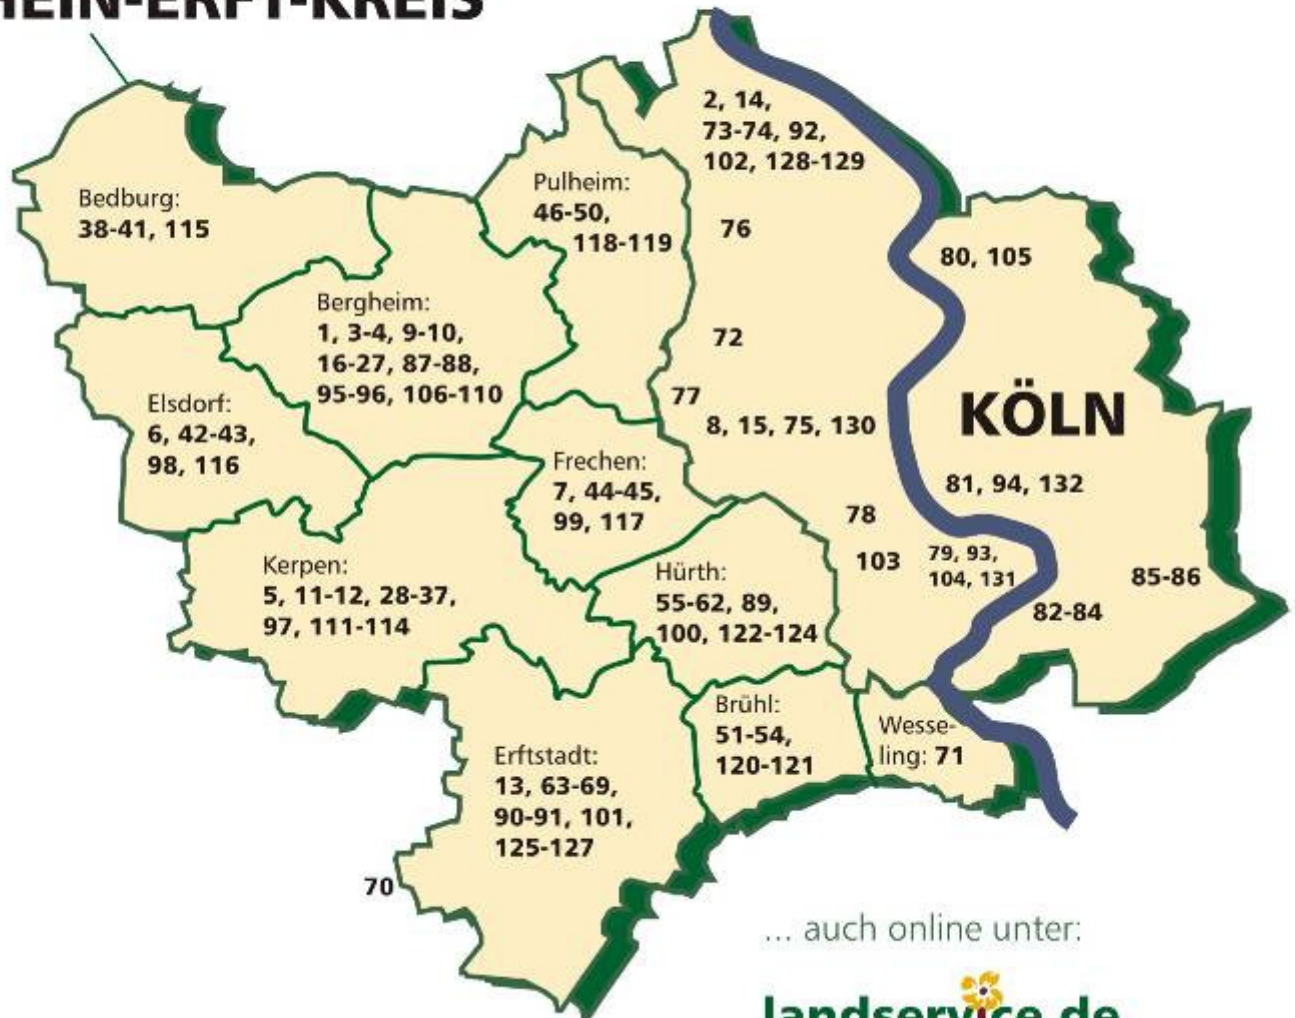 HEIN-ERFT-KREIS
Bedburg:
38-41, 115
Pulheim:
46-50,
118-119
2, 14,
73-74, 92,
102, 128-129
76
80, 105
Bergheim:
1, 3-4, 9-10,
16-27, 87-88,
95-96, 106-110
72
77
8, 15, 75, 130
KÖLN
Elsdorf:
6, 42-43,
98, 116
Frechen:
7, 44-45,
99, 117
81, 94, 132
78
103
79, 93,
104, 131
85-86
82-84
Kerpen:
5, 11-12, 28-37,
97, 111-114
Hürth:
55-62, 89,
100, 122-124
Brühl:
51-54,
120-121
Wesse-
ling: 71
Erftstadt:
13, 63-69,
90-91, 101,
125-127
70
... auch online unter:
landservice.de